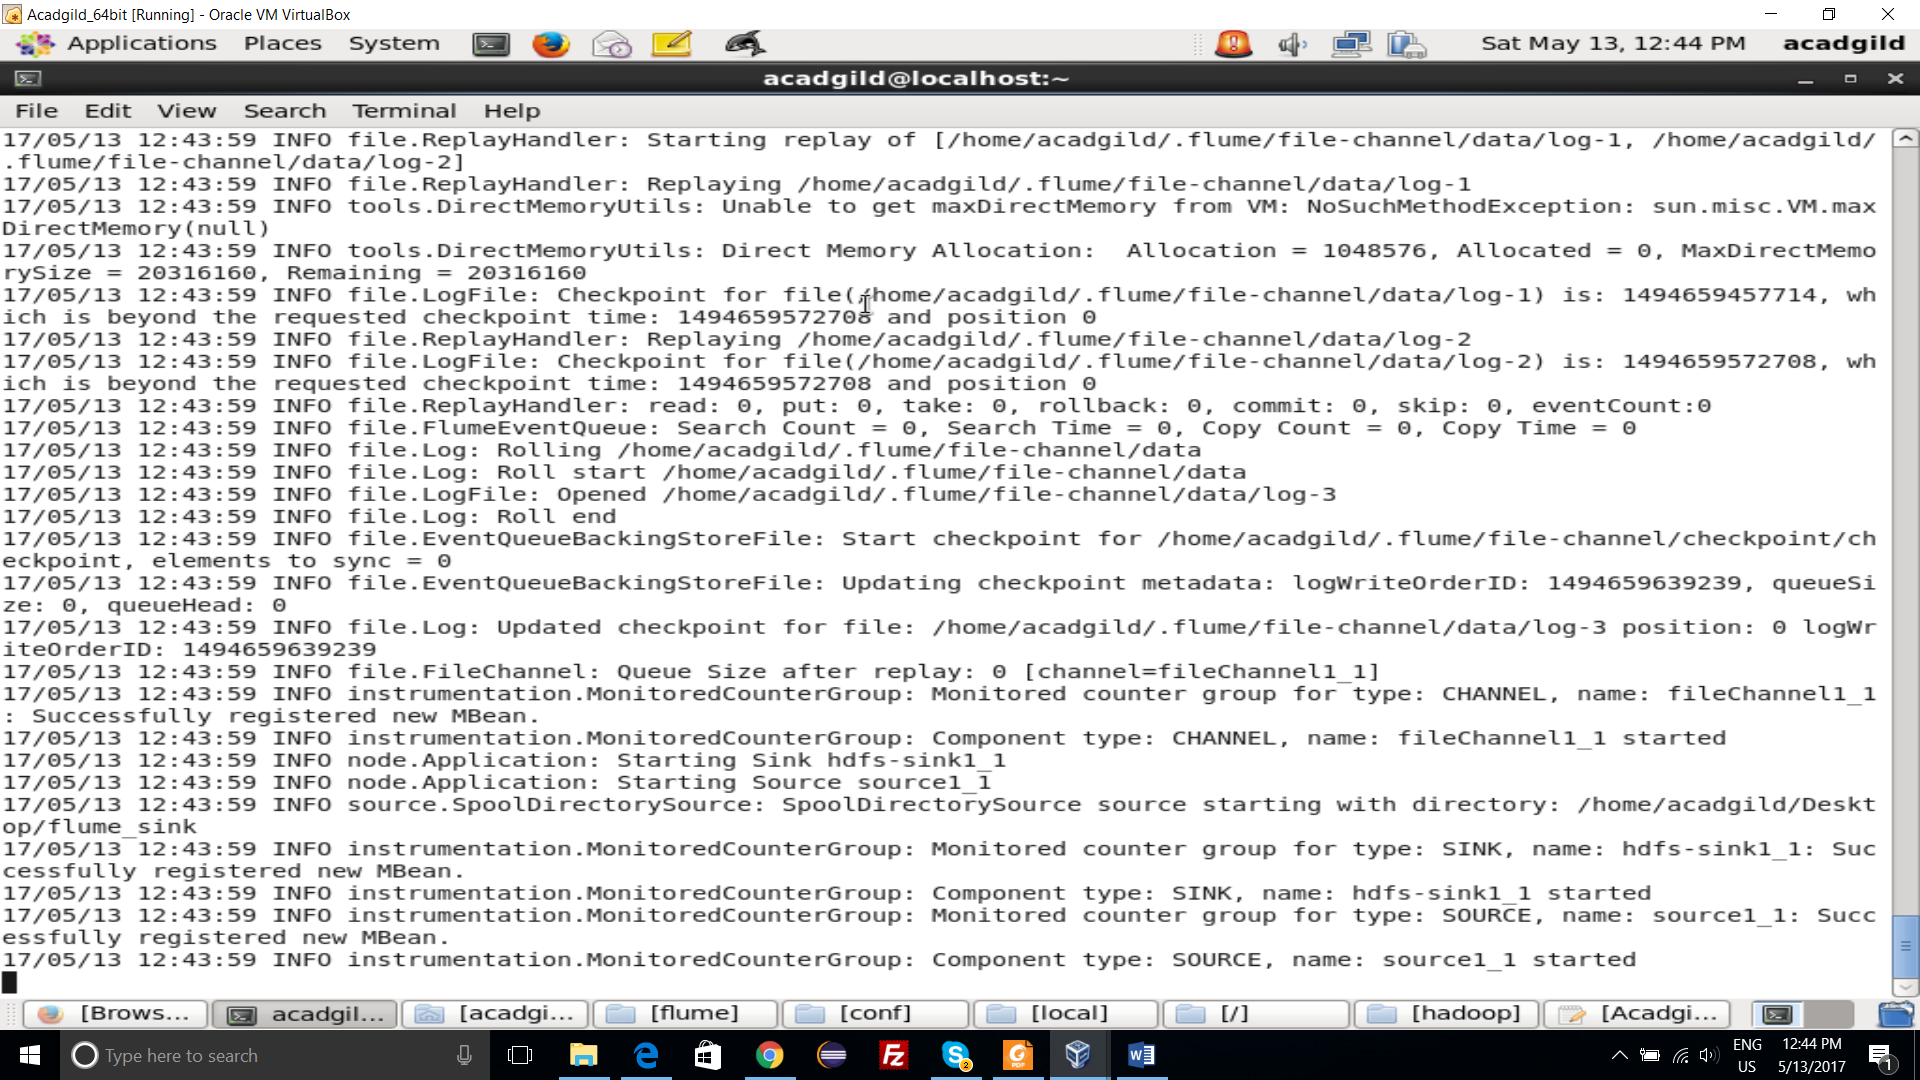 Acadgild_64bit [Running] - Oracle VM VirtualBox
Applications Places System Sat May 13, 12:44 PM acadgild
acadgild@localhost:~
File Edit View Search Terminal Help
17/05/13 12:43:59 INFO file.ReplayHandler: Starting replay of [/home/acadgild/.flume/file-channel/data/log-1, /home/acadgild/
.flume/file-channel/data/log-2]
17/05/13 12:43:59 INFO file.ReplayHandler: Replaying /home/acadgild/.flume/file-channel/data/log-1
17/05/13 12:43:59 INFO tools.DirectMemoryUtils: Unable to get maxDirectMemory from VM: NoSuchMethodException: sun.misc.VM.max
DirectMemory(null)
17/05/13 12:43:59 INFO tools.DirectMemoryUtils: Direct Memory Allocation:  Allocation = 1048576, Allocated = 0, MaxDirectMemo
rySize = 20316160, Remaining = 20316160
17/05/13 12:43:59 INFO file.LogFile: Checkpoint for file(/home/acadgild/.flume/file-channel/data/log-1) is: 1494659457714, wh
ich is beyond the requested checkpoint time: 1494659572708 and position 0
17/05/13 12:43:59 INFO file.ReplayHandler: Replaying /home/acadgild/.flume/file-channel/data/log-2
17/05/13 12:43:59 INFO file.LogFile: Checkpoint for file(/home/acadgild/.flume/file-channel/data/log-2) is: 1494659572708, wh
ich is beyond the requested checkpoint time: 1494659572708 and position 0
17/05/13 12:43:59 INFO file.ReplayHandler: read: 0, put: 0, take: 0, rollback: 0, commit: 0, skip: 0, eventCount:0
17/05/13 12:43:59 INFO file.FlumeEventQueue: Search Count = 0, Search Time = 0, Copy Count = 0, Copy Time = 0
17/05/13 12:43:59 INFO file.Log: Rolling /home/acadgild/.flume/file-channel/data
17/05/13 12:43:59 INFO file.Log: Roll start /home/acadgild/.flume/file-channel/data
17/05/13 12:43:59 INFO file.LogFile: Opened /home/acadgild/.flume/file-channel/data/log-3
17/05/13 12:43:59 INFO file.Log: Roll end
17/05/13 12:43:59 INFO file.EventQueueBackingStoreFile: Start checkpoint for /home/acadgild/.flume/file-channel/checkpoint/ch
eckpoint, elements to sync = 0
17/05/13 12:43:59 INFO file.EventQueueBackingStoreFile: Updating checkpoint metadata: logWriteOrderID: 1494659639239, queueSi
ze: 0, queueHead: 0
17/05/13 12:43:59 INFO file.Log: Updated checkpoint for file: /home/acadgild/.flume/file-channel/data/log-3 position: 0 logWr
iteOrderID: 1494659639239
17/05/13 12:43:59 INFO file.FileChannel: Queue Size after replay: 0 [channel=fileChannel1_1]
17/05/13 12:43:59 INFO instrumentation.MonitoredCounterGroup: Monitored counter group for type: CHANNEL, name: fileChannel1_1
: Successfully registered new MBean.
17/05/13 12:43:59 INFO instrumentation.MonitoredCounterGroup: Component type: CHANNEL, name: fileChannel1_1 started
17/05/13 12:43:59 INFO node.Application: Starting Sink hdfs-sink1_1
17/05/13 12:43:59 INFO node.Application: Starting Source source1_1
17/05/13 12:43:59 INFO source.SpoolDirectorySource: SpoolDirectorySource source starting with directory: /home/acadgild/Deskt
op/flume_sink
17/05/13 12:43:59 INFO instrumentation.MonitoredCounterGroup: Monitored counter group for type: SINK, name: hdfs-sink1_1: Suc
cessfully registered new MBean.
17/05/13 12:43:59 INFO instrumentation.MonitoredCounterGroup: Component type: SINK, name: hdfs-sink1_1 started
17/05/13 12:43:59 INFO instrumentation.MonitoredCounterGroup: Monitored counter group for type: SOURCE, name: source1_1: Succ
essfully registered new MBean.
17/05/13 12:43:59 INFO instrumentation.MonitoredCounterGroup: Component type: SOURCE, name: source1_1 started
[Brows... acadgil... [acadgi... [flume] [conf] [local] [/] [hadoop] [Acadgi...
Type here to search ENG 12:44 PM
US 5/13/2017 1